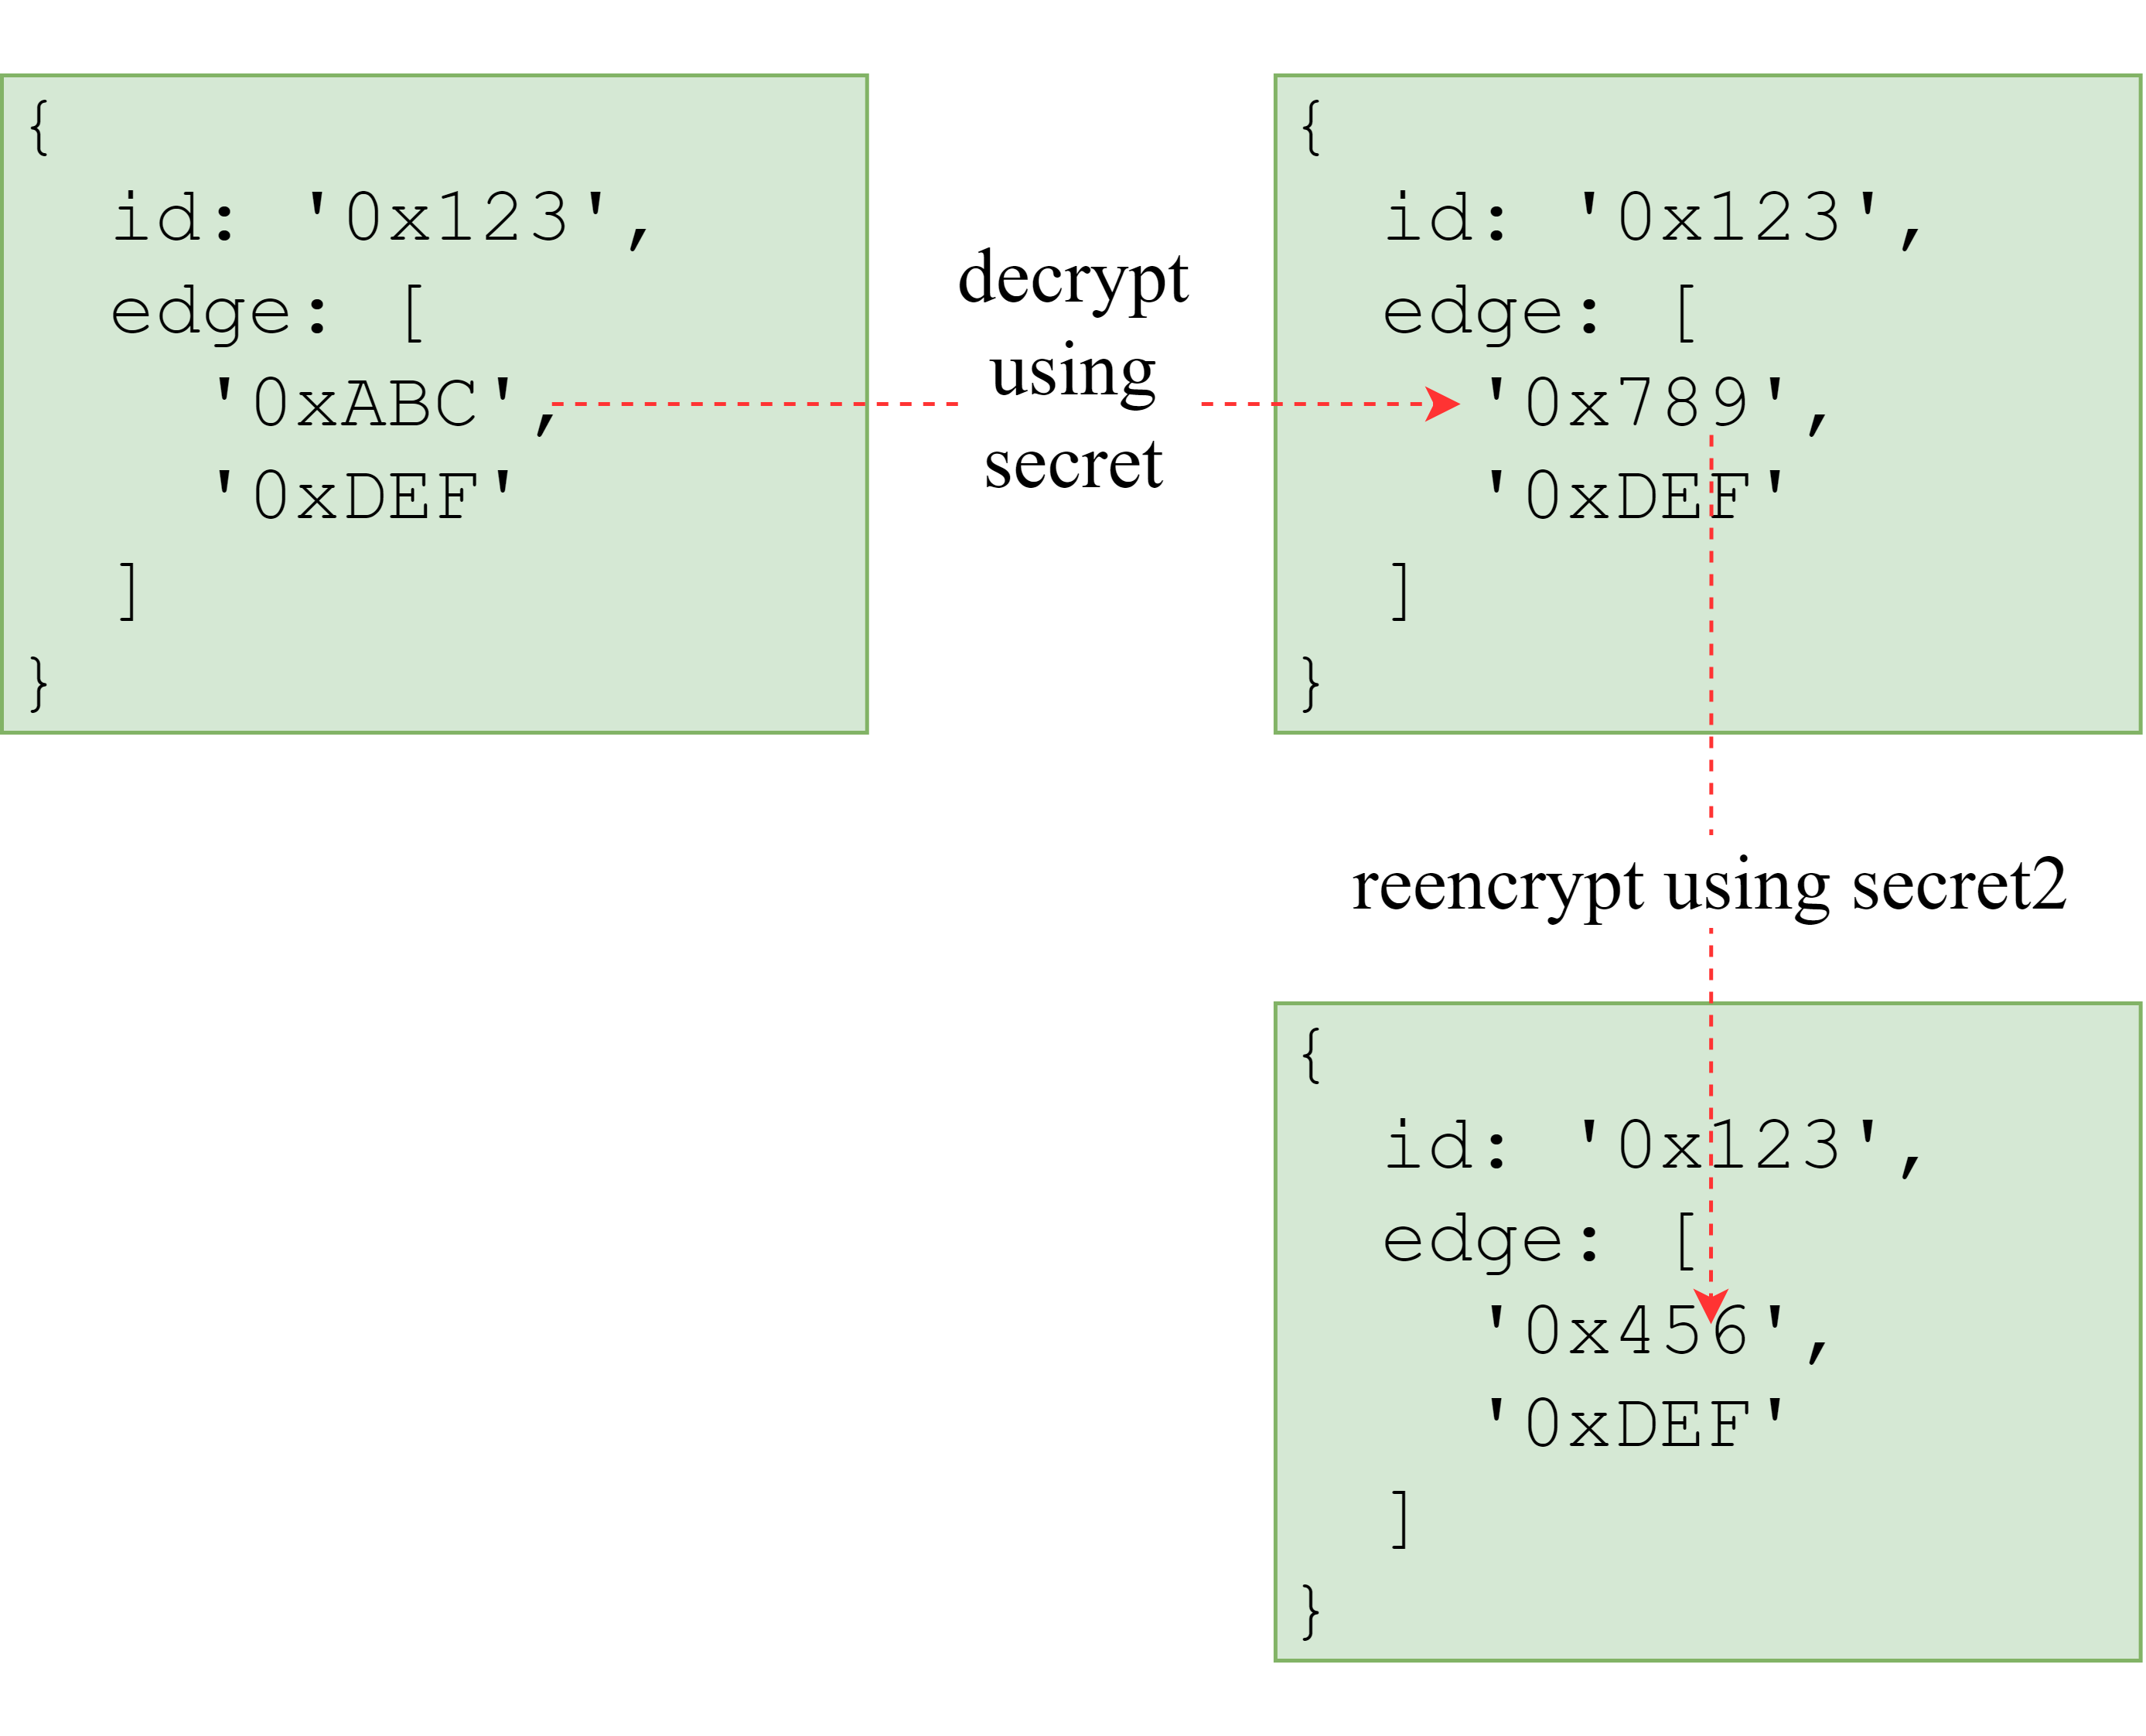 {
  id: '0x123',
  edge: [
    '0xABC',
    '0xDEF'
  ]
}
decrypt
using
secret
{
  id: '0x123',
  edge: [
    '0x789',
    '0xDEF'
  ]
}
reencrypt using secret2
{
  id: '0x123',
  edge: [
    '0x456',
    '0xDEF'
  ]
}